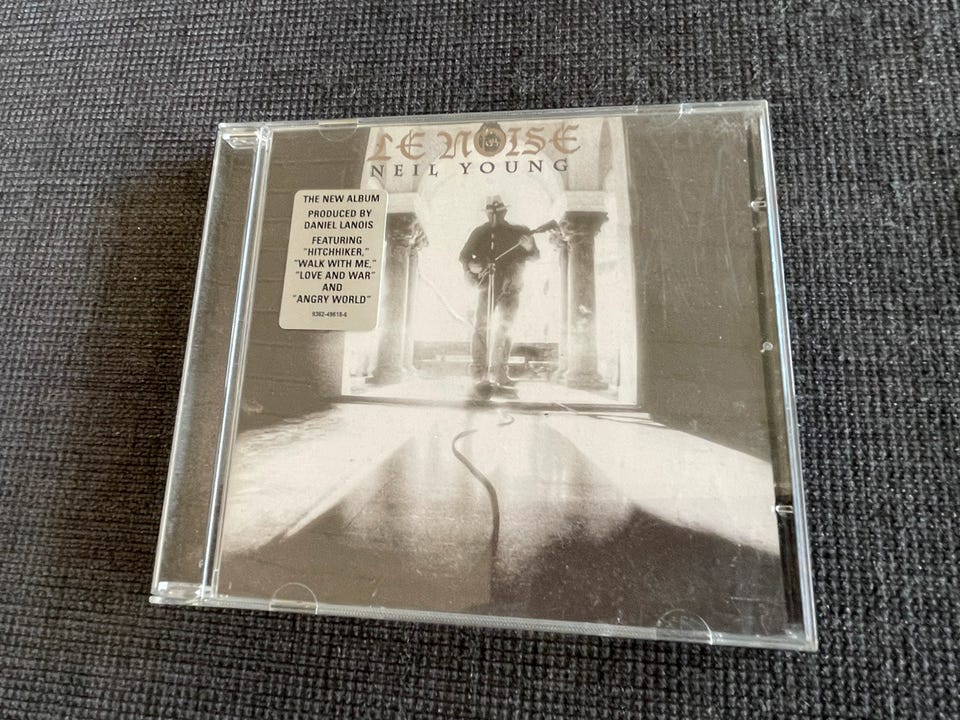 LE NOISE
NEIL YOUNG
THE NEW ALBUM
PRODUCED BY
DANIEL LANOIS
FEATURING
"HITCHHIKER,"
"WALK WITH ME,"
"LOVE AND WAR"
AND
"ANGRY WORLD"
9362-49618-6